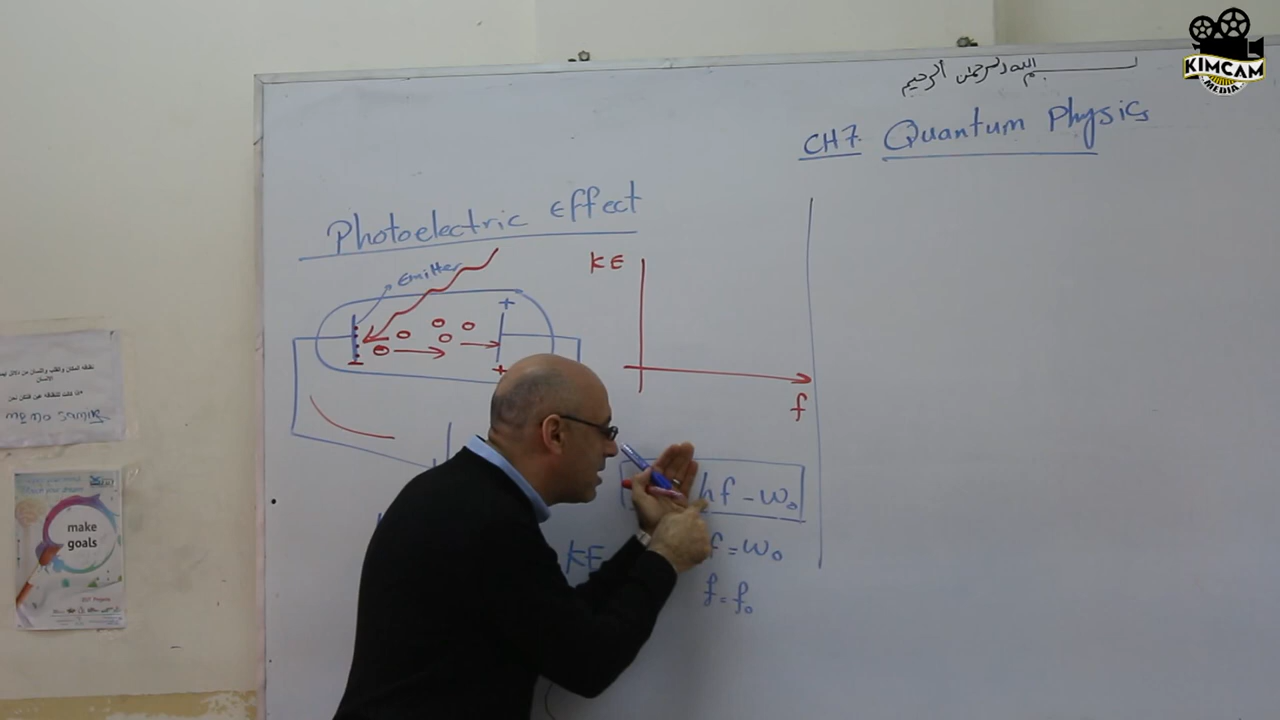 KIMCAM
MEDIA
بسم الله الرحمن الرحيم
CH7. Quantum Physics
Photoelectric Effect
Emitter
KE
f
+
+
hf - w₀
KE
f = w₀
f = f₀
make
goals